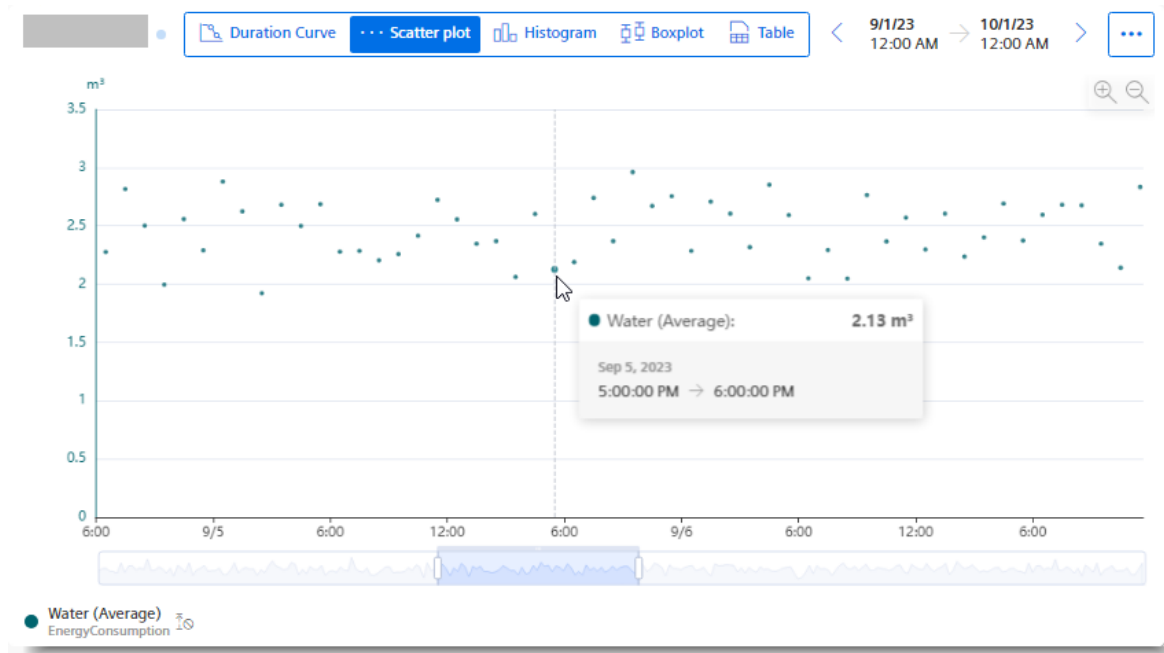 Duration Curve
Scatter plot
Histogram
Boxplot
Table
9/1/23
12:00 AM
10/1/23
12:00 AM
m³
3.5
3
2.5
2
1.5
1
0.5
0
Water (Average): 2.13 m³
Sep 5, 2023
5:00:00 PM → 6:00:00 PM
6:00 9/5 6:00 12:00 6:00 9/6 6:00 12:00 6:00
Water (Average)
EnergyConsumption